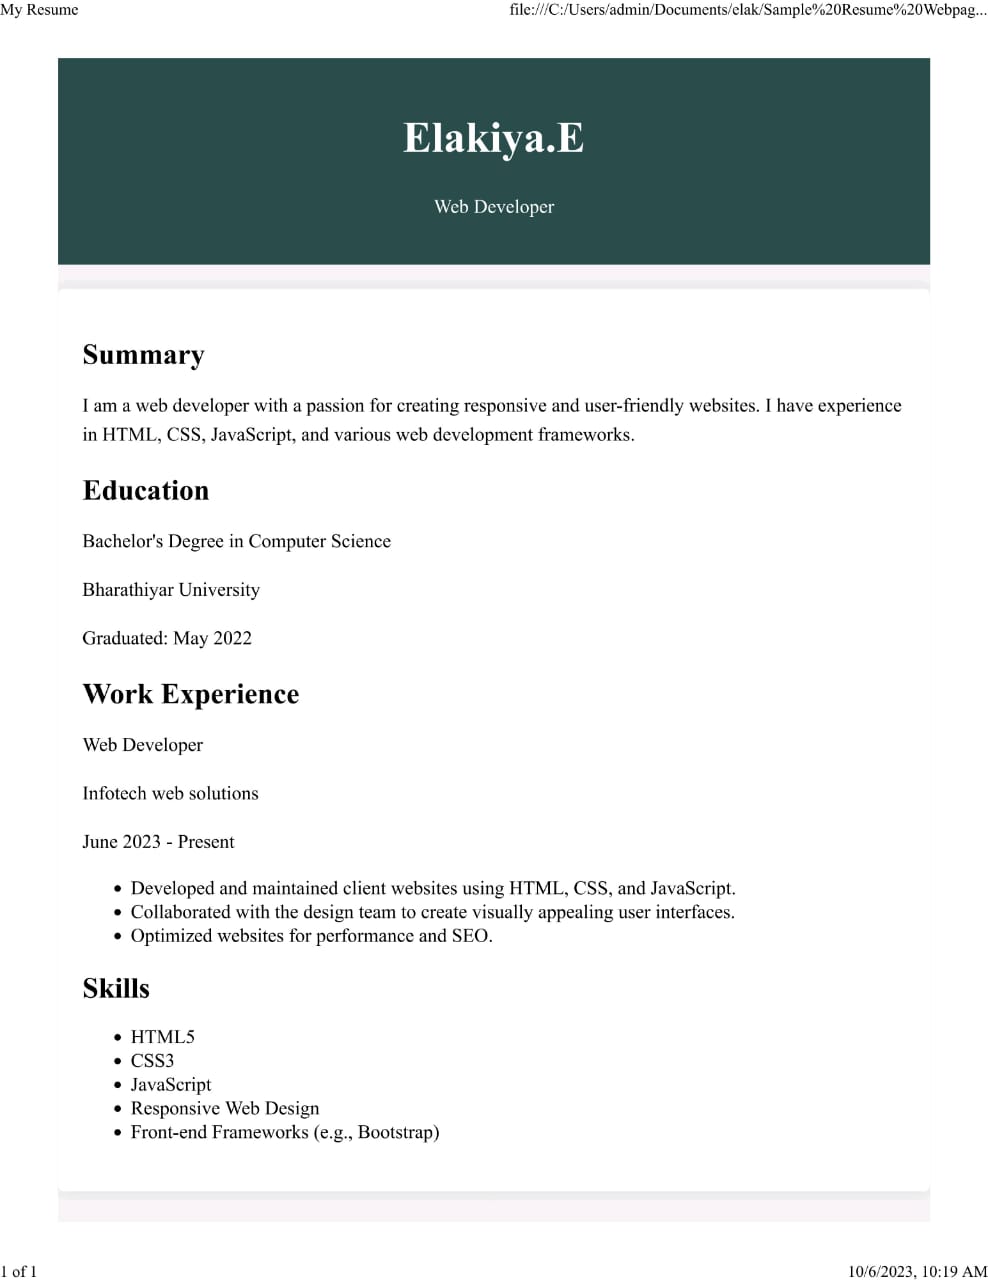 My Resume
file:///C:/Users/admin/Documents/elak/Sample%20Resume%20Webpag...
Elakiya.E
Web Developer
Summary
I am a web developer with a passion for creating responsive and user-friendly websites. I have experience
in HTML, CSS, JavaScript, and various web development frameworks.
Education
Bachelor's Degree in Computer Science
Bharathiyar University
Graduated: May 2022
Work Experience
Web Developer
Infotech web solutions
June 2023 - Present
• Developed and maintained client websites using HTML, CSS, and JavaScript.
• Collaborated with the design team to create visually appealing user interfaces.
• Optimized websites for performance and SEO.
Skills
• HTML5
• CSS3
• JavaScript
• Responsive Web Design
• Front-end Frameworks (e.g., Bootstrap)
1 of 1
10/6/2023, 10:19 AM